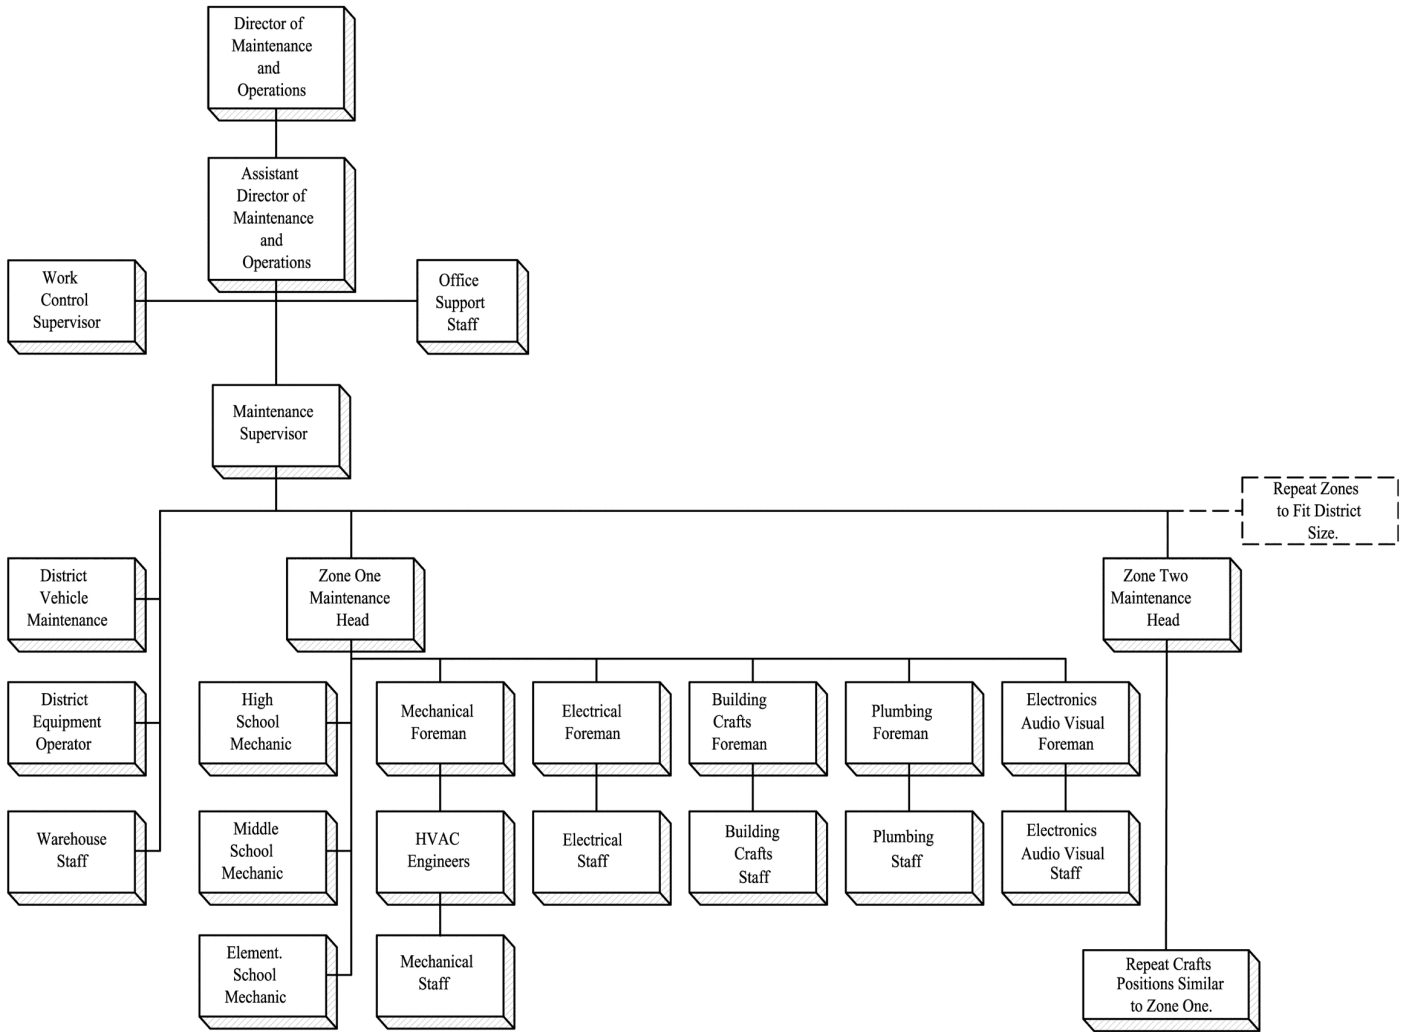 Director of
Maintenance
and
Operations
Assistant
Director of
Maintenance
and
Operations
Work
Control
Supervisor
Office
Support
Staff
Maintenance
Supervisor
Repeat Zones
to Fit District
Size.
District
Vehicle
Maintenance
Zone One
Maintenance
Head
Zone Two
Maintenance
Head
District
Equipment
Operator
High
School
Mechanic
Mechanical
Foreman
Electrical
Foreman
Building
Crafts
Foreman
Plumbing
Foreman
Electronics
Audio Visual
Foreman
Warehouse
Staff
Middle
School
Mechanic
HVAC
Engineers
Electrical
Staff
Building
Crafts
Staff
Plumbing
Staff
Electronics
Audio Visual
Staff
Element.
School
Mechanic
Mechanical
Staff
Repeat Crafts
Positions Similar
to Zone One.